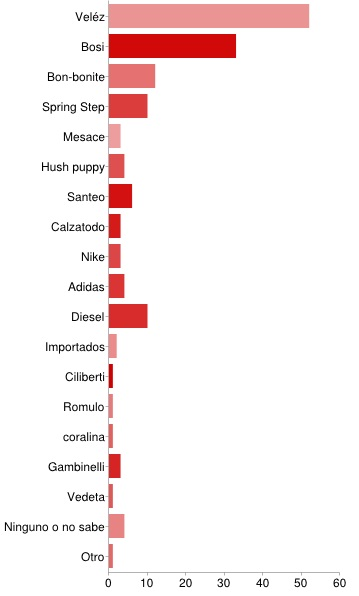 Veléz
Bosi
Bon-bonite
Spring Step
Mesace
Hush puppy
Santeo
Calzatodo
Nike
Adidas
Diesel
Importados
Ciliberti
Romulo
coralina
Gambinelli
Vedeta
Ninguno o no sabe
Otro
0 10 20 30 40 50 60